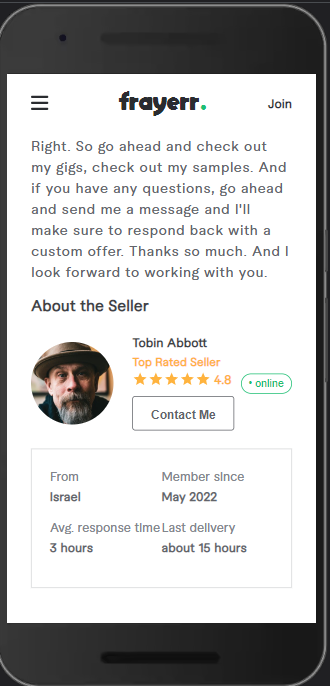 frayerr.
Join
Right. So go ahead and check out
my gigs, check out my samples. And
if you have any questions, go ahead
and send me a message and I'll
make sure to respond back with a
custom offer. Thanks so much. And I
look forward to working with you.
About the Seller
Tobin Abbott
Top Rated Seller
4.8
• online
Contact Me
From
Member since
Israel
May 2022
Avg. response time
Last delivery
3 hours
about 15 hours